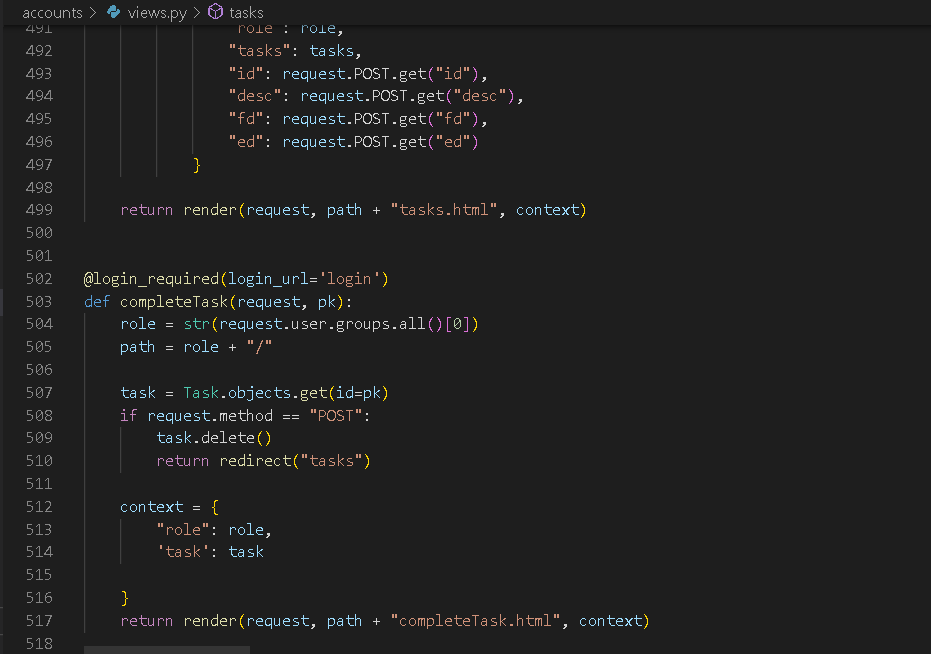 accounts > views.py > tasks
491 "role": role,
492 "tasks": tasks,
493 "id": request.POST.get("id"),
494 "desc": request.POST.get("desc"),
495 "fd": request.POST.get("fd"),
496 "ed": request.POST.get("ed")
497 }
498
499 return render(request, path + "tasks.html", context)
500
501
502 @login_required(login_url='login')
503 def completeTask(request, pk):
504 role = str(request.user.groups.all()[0])
505 path = role + "/"
506
507 task = Task.objects.get(id=pk)
508 if request.method == "POST":
509 task.delete()
510 return redirect("tasks")
511
512 context = {
513 "role": role,
514 'task': task
515
516 }
517 return render(request, path + "completeTask.html", context)
518